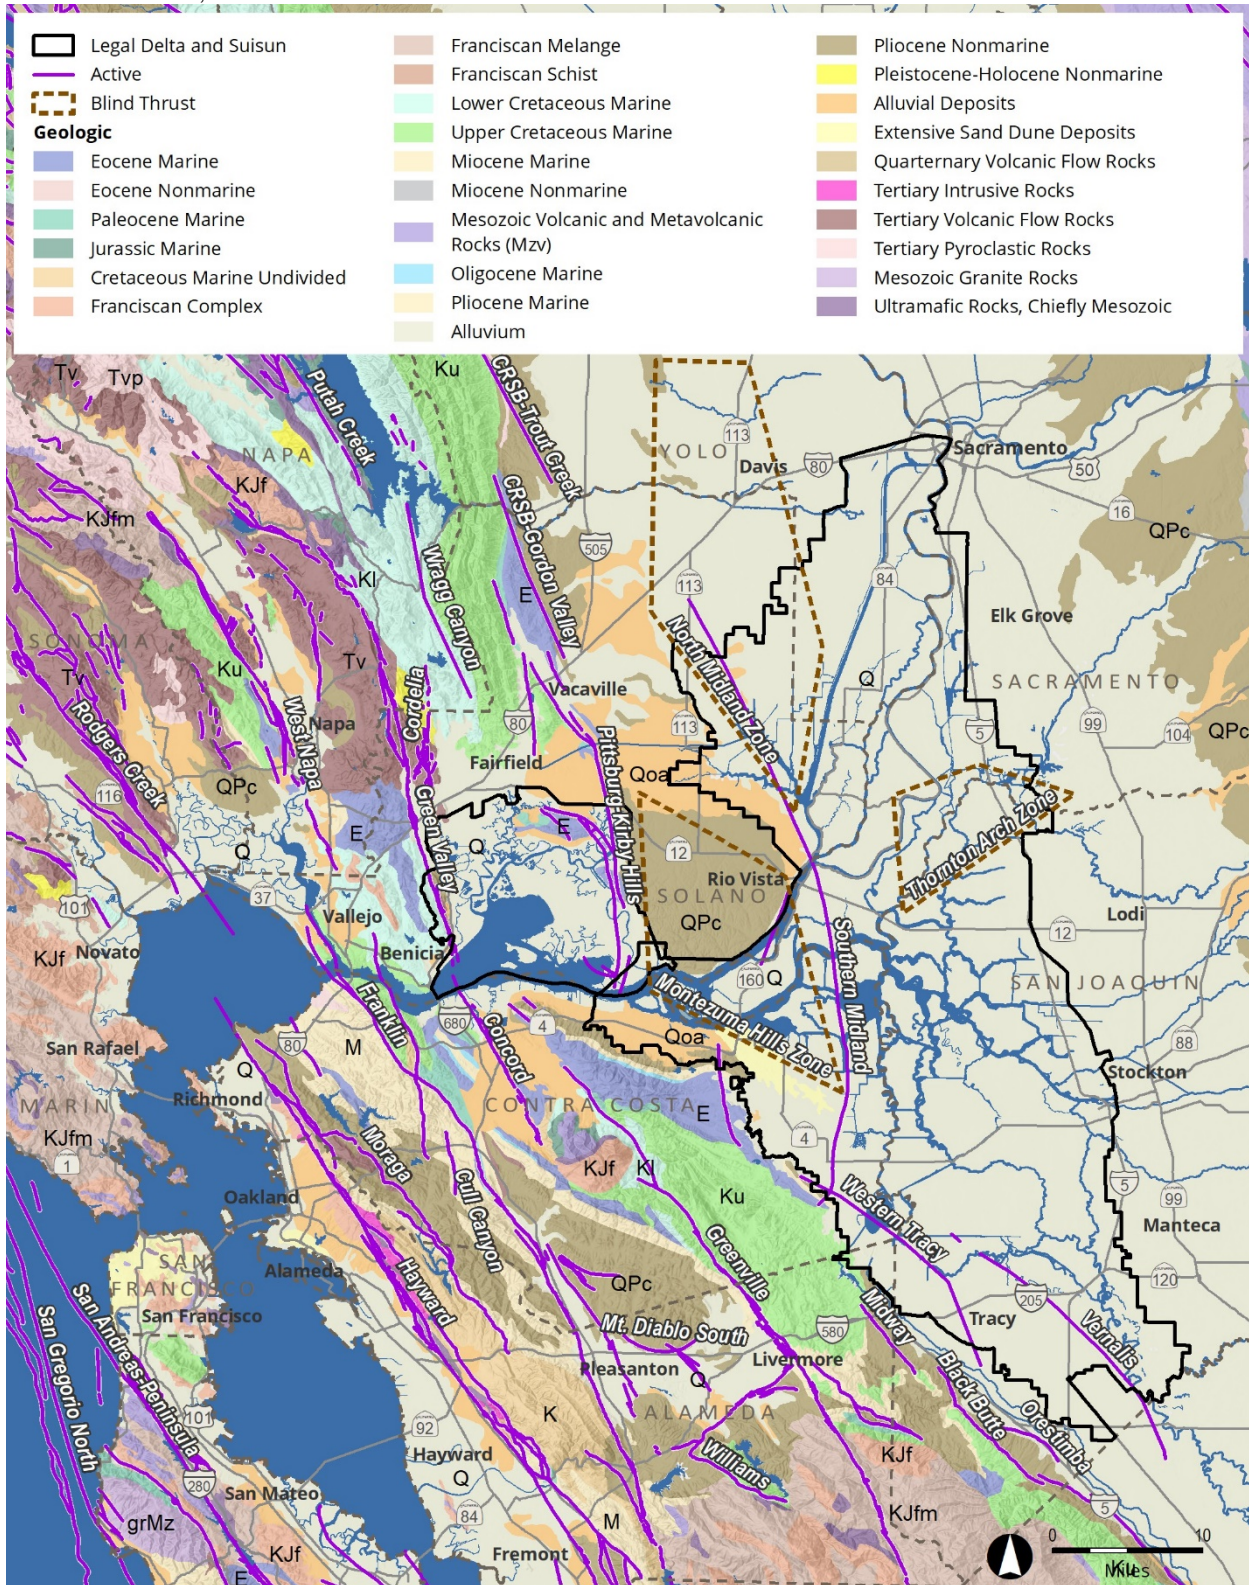 Legal Delta and Suisun
Active
Blind Thrust
Geologic
Eocene Marine
Eocene Nonmarine
Paleocene Marine
Jurassic Marine
Cretaceous Marine Undivided
Franciscan Complex
Franciscan Melange
Franciscan Schist
Lower Cretaceous Marine
Upper Cretaceous Marine
Miocene Marine
Miocene Nonmarine
Mesozoic Volcanic and Metavolcanic
Rocks (Mzv)
Oligocene Marine
Pliocene Marine
Alluvium
Pliocene Nonmarine
Pleistocene-Holocene Nonmarine
Alluvial Deposits
Extensive Sand Dune Deposits
Quarternary Volcanic Flow Rocks
Tertiary Intrusive Rocks
Tertiary Volcanic Flow Rocks
Tertiary Pyroclastic Rocks
Mesozoic Granite Rocks
Ultramafic Rocks, Chiefly Mesozoic
Tv
Tvp
Putah Creek
Ku
CRSB-Trout Creek
NAPA
YOLO
113
Davis
80
Sacramento
50
KJf
KJfm
16
QPc
505
CRSB-Gordon Valley
Kl
Wragg Canyon
E
113
84
Elk Grove
SONOMA
Ku
Tv
Tv
North Midland Zone
Q
SACRAMENTO
Cordella
Vacaville
Rodgers Creek
West Napa
Napa
80
113
5
99
104
QPc
Fairfield
Pittsburg-Kirby Hills
Qoa
QPc
116
Green Valley
E
Q
E
12
Thornton Arch Zone
Q
Rio Vista
SOLANO
37
101
Vallejo
QPc
Lodi
12
Novato
KJf
Benicia
Southern Midland
160
Q
SAN JOAQUIN
Montezuma Hills Zone
Franklin
680
Concord
4
Qoa
88
San Rafael
80
M
Q
Stockton
MARIN
Richmond
CONTRA COSTA
E
4
KJfm
1
Moraga
KJf
Kl
Ku
Oakland
Cull Canyon
Western Tracy
5
99
Manteca
SAN
FRANCISCO
Alameda
Hayward
Greenville
QPc
120
205
San Francisco
Mt. Diablo South
580
Midway
Tracy
Vernalis
San Gregorio North
San Andreas-Peninsula
Pleasanton
Livermore
Q
Black Butte
Orestimba
101
92
K
ALAMEDA
Hayward
Q
Williams
KJf
280
San Mateo
84
KJfm
5
grMz
M
KJf
Fremont
E
0
10
Miles
Ku